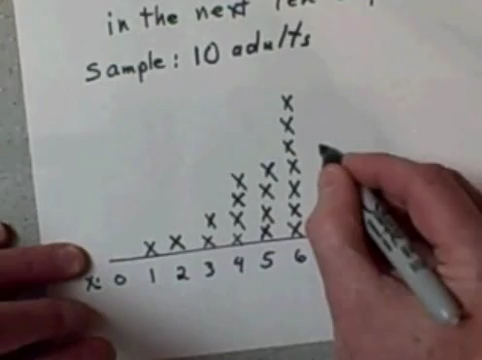 in the next
Sample: 10 adults
X
X
X
X X X
X X X
X X X X
X X X X X X
x: 0 1 2 3 4 5 6